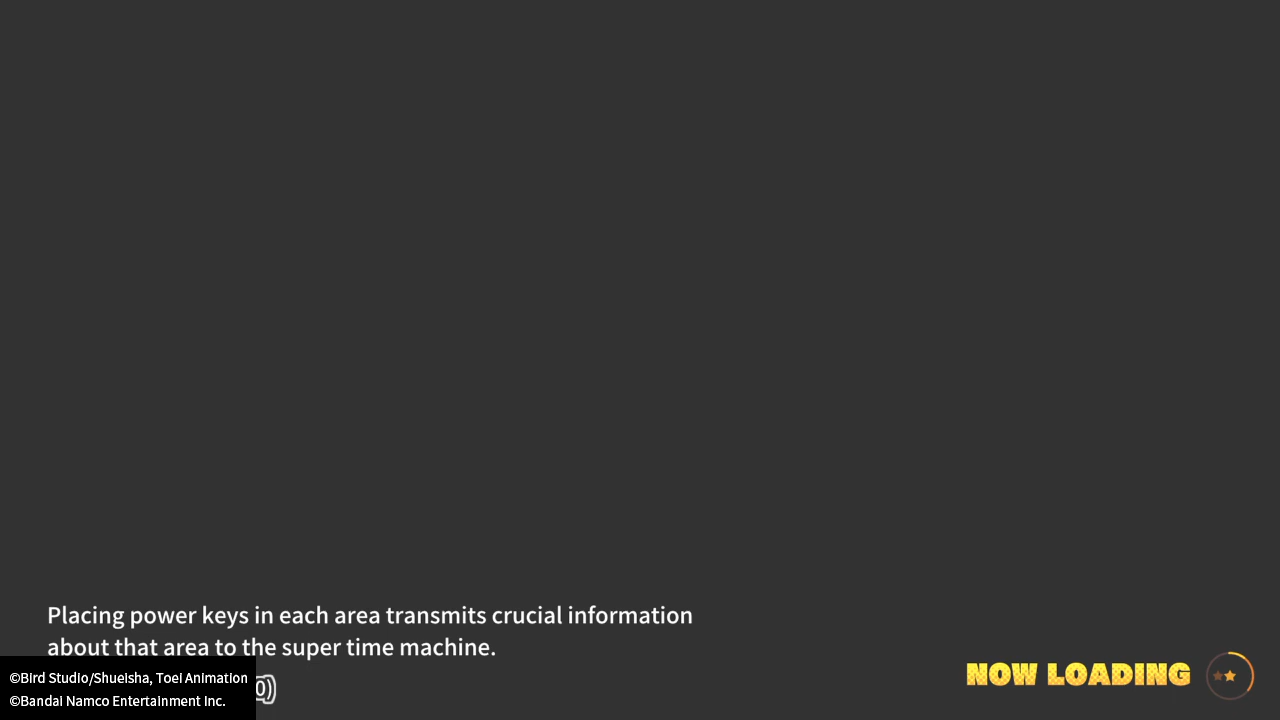 Placing power keys in each area transmits crucial information
about that area to the super time machine.
NOW LOADING
©Bird Studio/Shueisha, Toei Animation
©Bandai Namco Entertainment Inc.